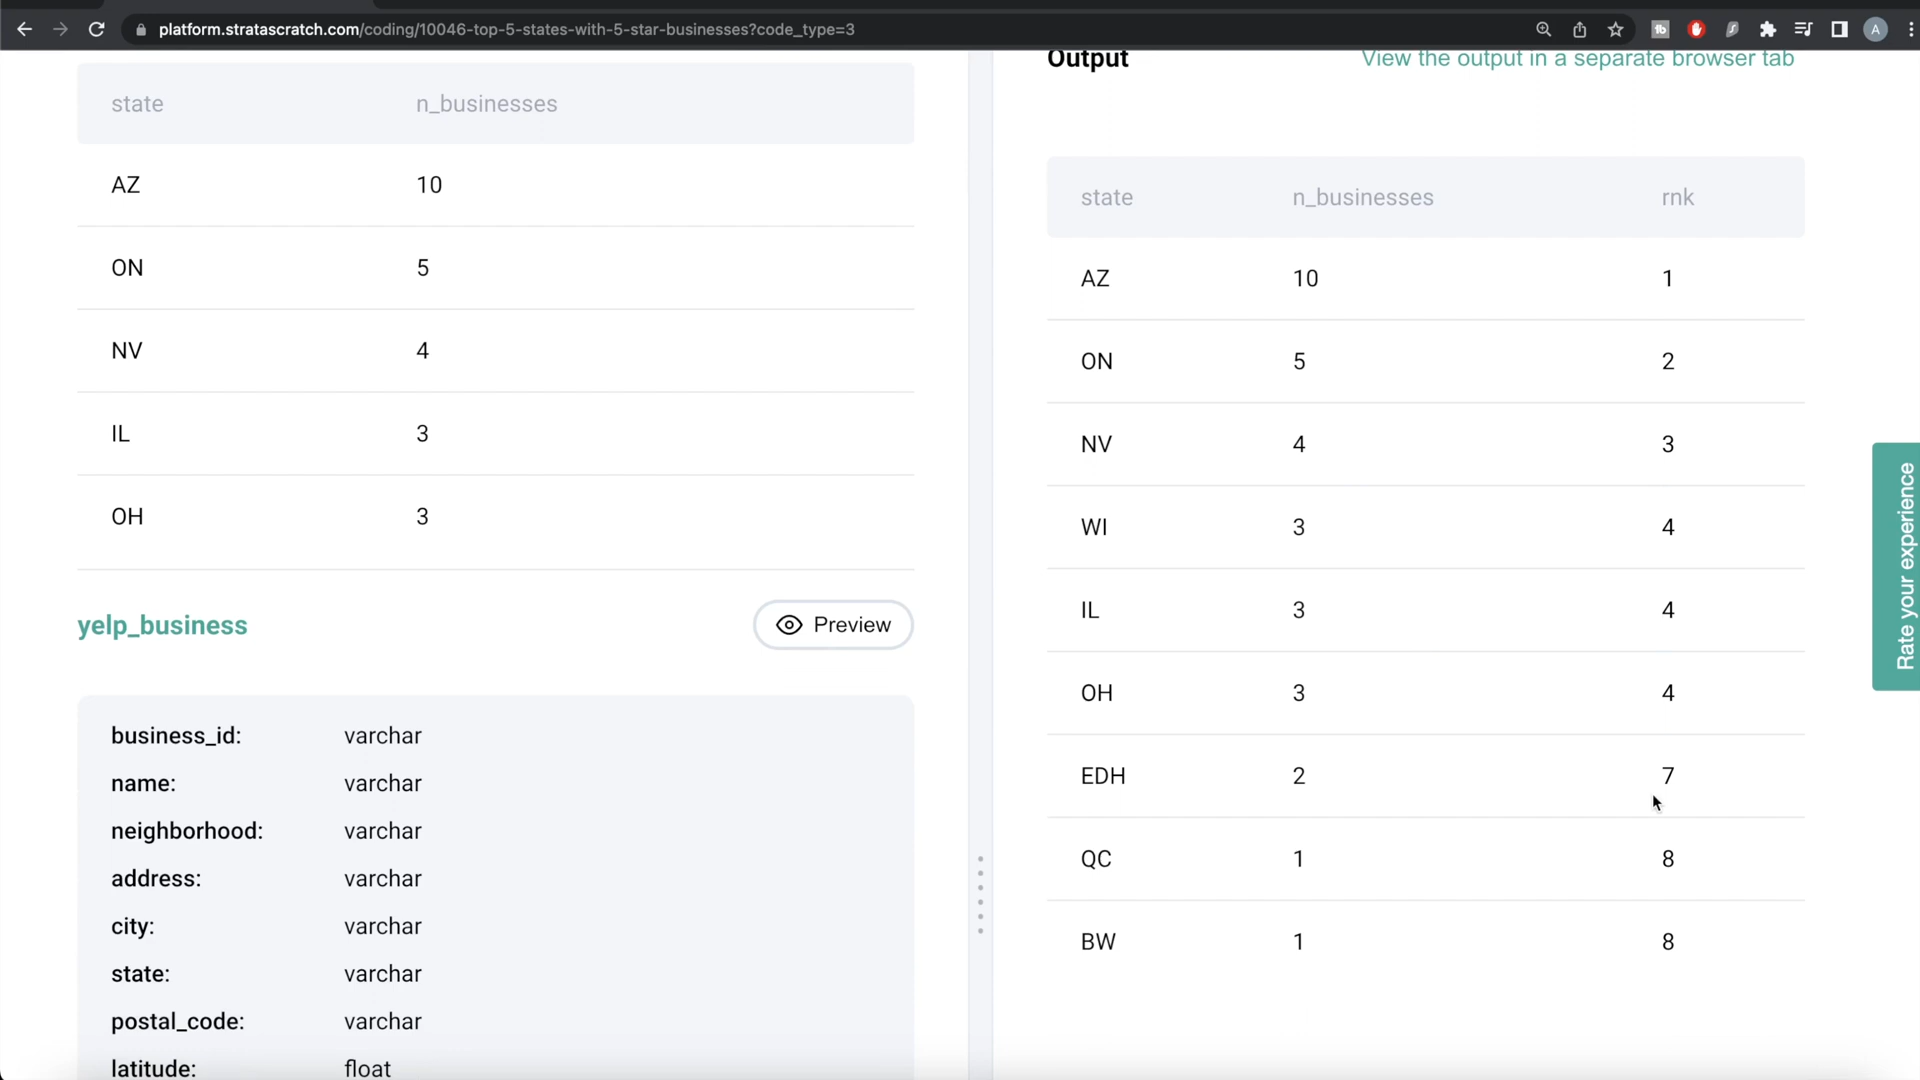 platform.stratascratch.com/coding/10046-top-5-states-with-5-star-businesses?code_type=3
A
state n_businesses
AZ 10
ON 5
NV 4
IL 3
OH 3
yelp_business
Preview
business_id: varchar
name: varchar
neighborhood: varchar
address: varchar
city: varchar
state: varchar
postal_code: varchar
latitude: float
Output
View the output in a separate browser tab
state n_businesses rnk
AZ 10 1
ON 5 2
NV 4 3
WI 3 4
IL 3 4
OH 3 4
EDH 2 7
QC 1 8
BW 1 8
Rate your experience